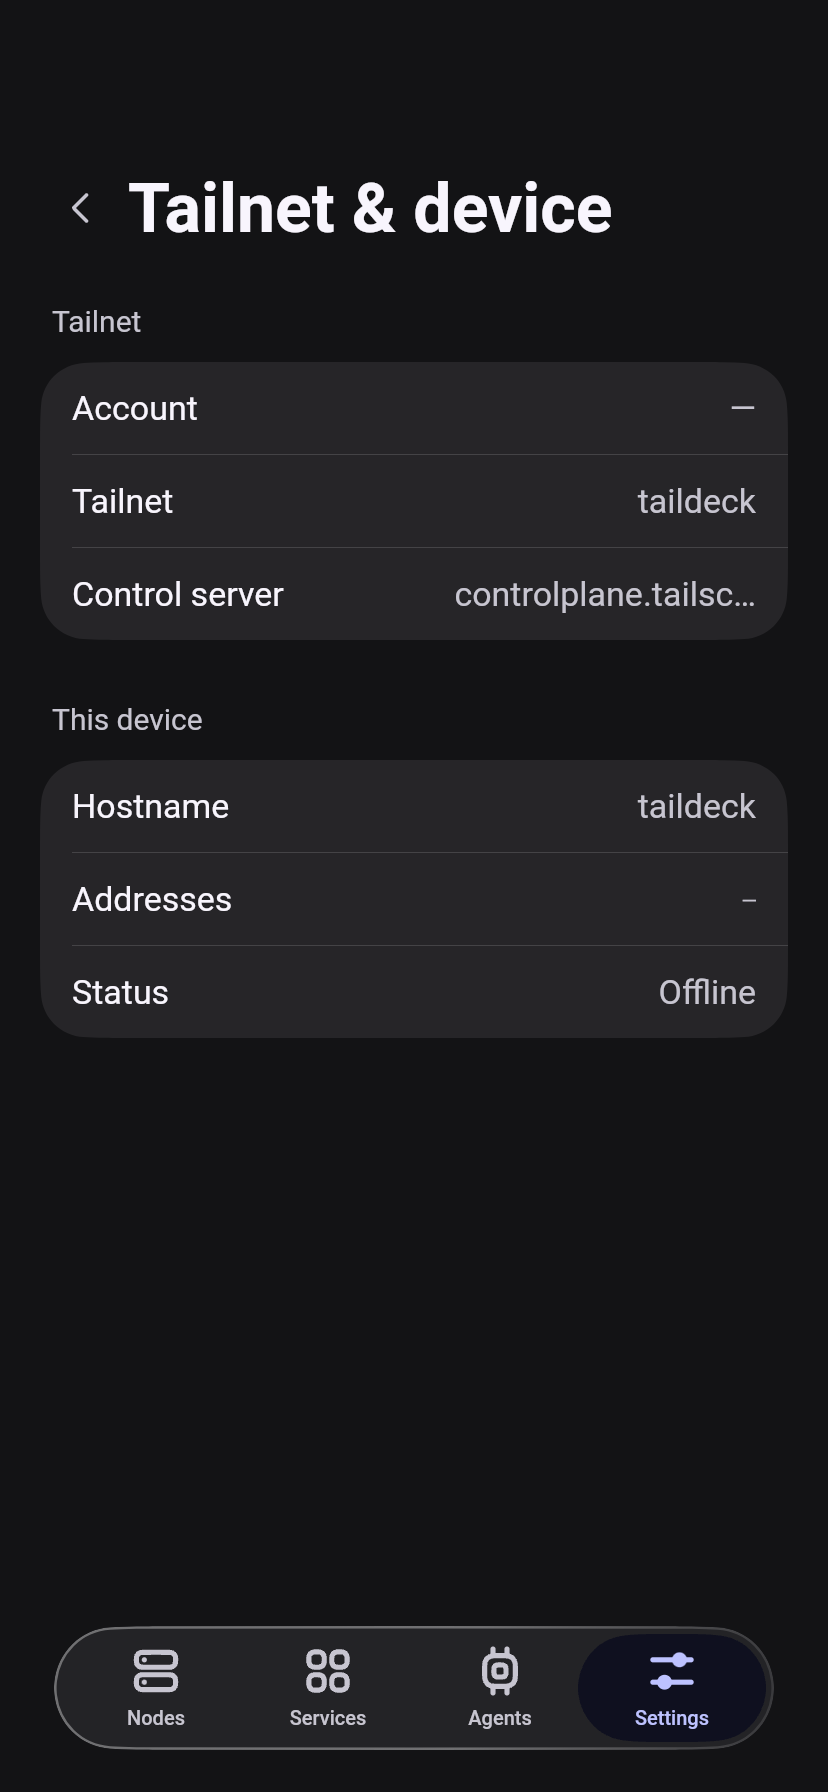 Tailnet & device
Tailnet
Account —
Tailnet taildeck
Control server controlplane.tailsc…
This device
Hostname taildeck
Addresses –
Status Offline
Nodes Services Agents Settings